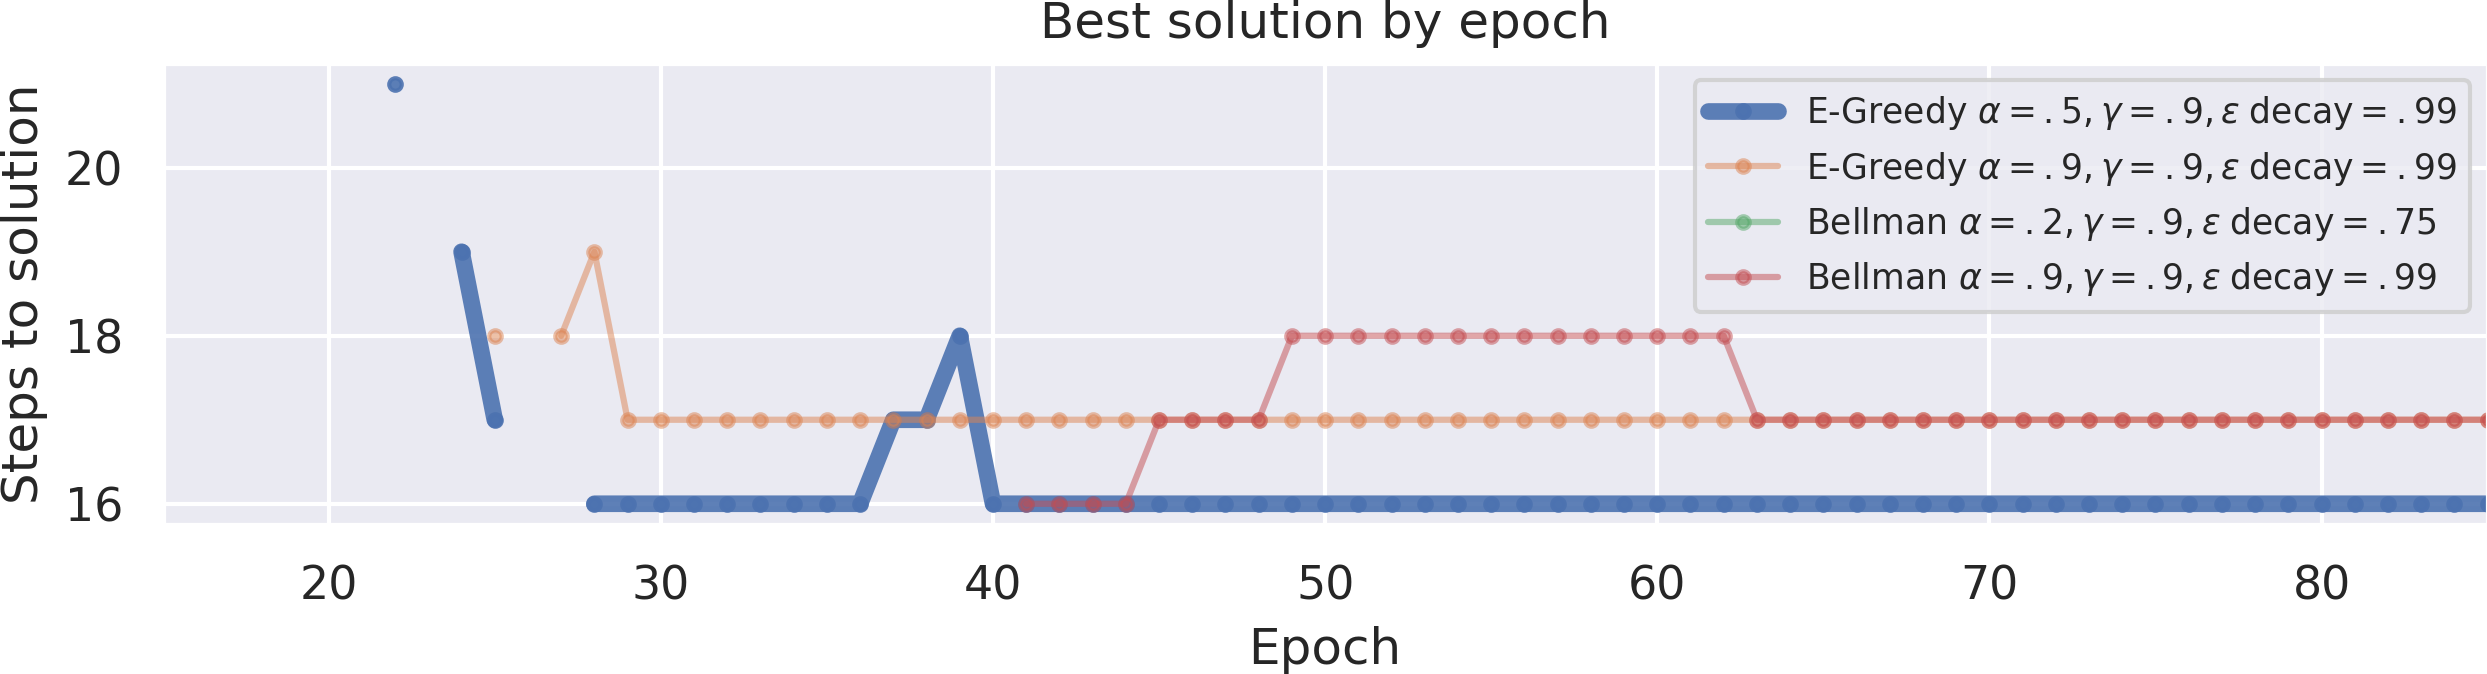 Best solution by epoch
Steps to solution
20
18
16
E-Greedy α = .5, γ = .9, ε decay = .99
E-Greedy α = .9, γ = .9, ε decay = .99
Bellman α = .2, γ = .9, ε decay = .75
Bellman α = .9, γ = .9, ε decay = .99
20 30 40 50 60 70 80
Epoch